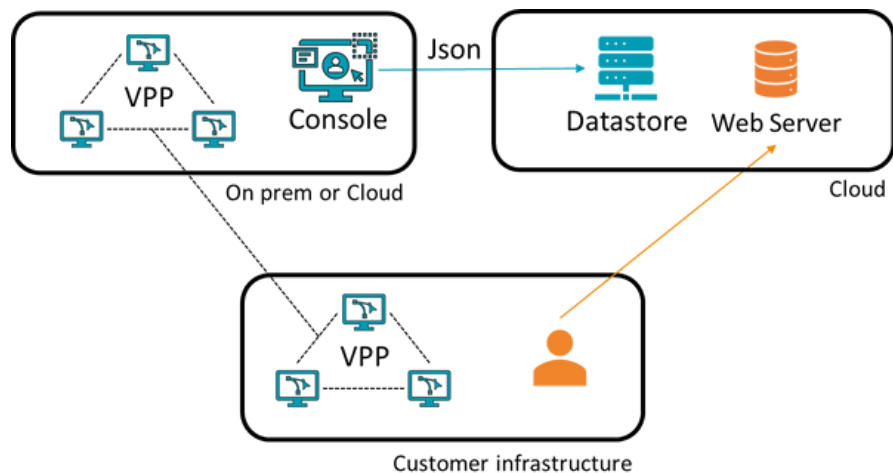 Json
VPP
Console
Datastore
Web Server
On prem or Cloud
Cloud
VPP
Customer infrastructure